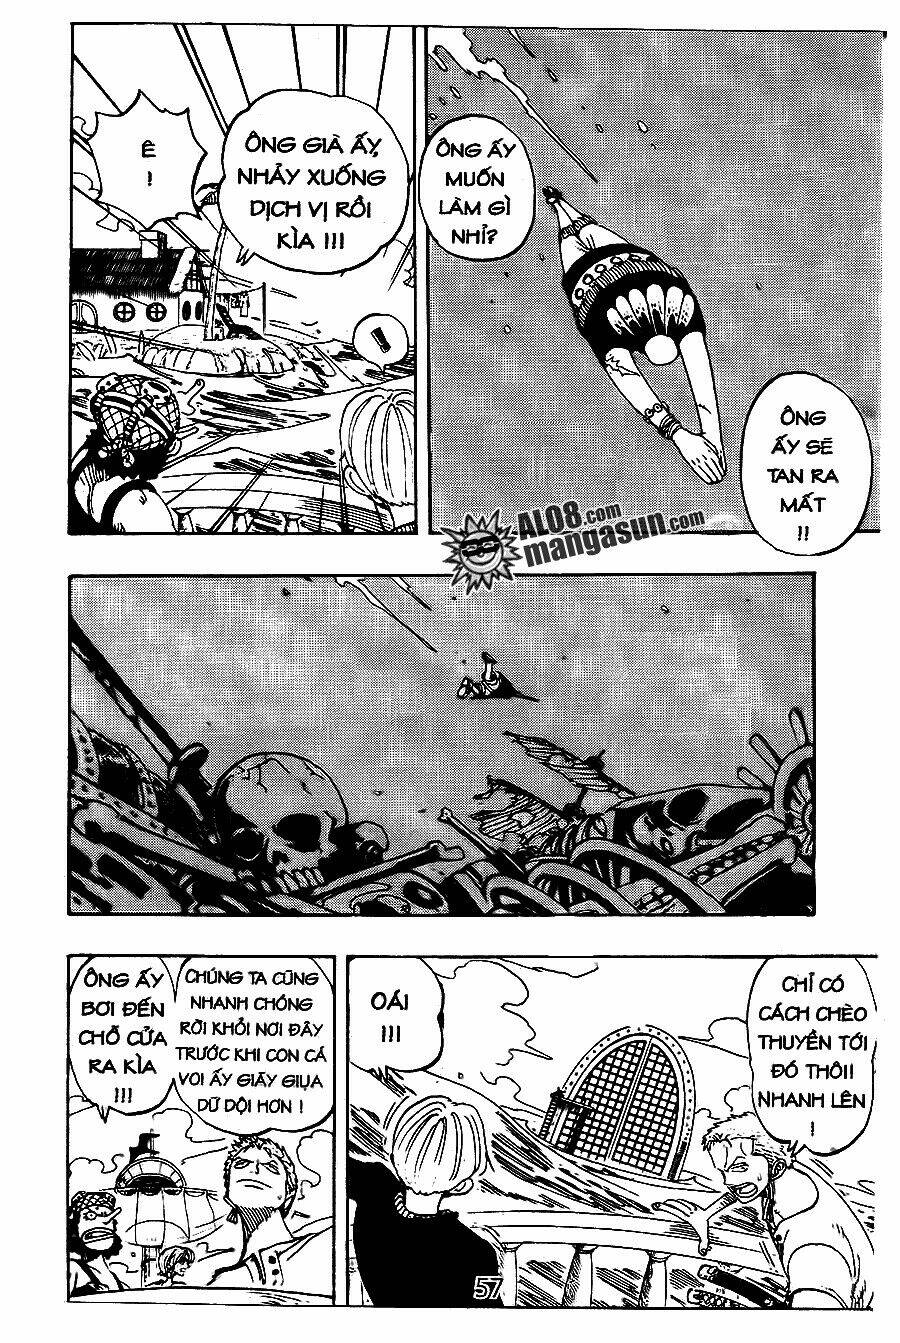 Ê
!
ÔNG GIÀ ẤY,
NHẢY XUỐNG
DỊCH VỊ RỒI
KÌA !!!
!
ÔNG ẤY
MUỐN
LÀM GÌ
NHỈ?
ÔNG
ẤY SẼ
TAN RA
MẤT
!!
AL08.com
mangasun.com
ÔNG ẤY
BƠI ĐẾN
CHỖ CỬA
RA KÌA
!!!
CHÚNG TA CŨNG
NHANH CHÓNG
RỜI KHỎI NƠI ĐÂY
TRƯỚC KHI CON CÁ
VOI ẤY GIÃY GIỤA
DỮ DỘI HƠN !
OÁI
!!!
CHỈ CÓ
CÁCH CHÈO
THUYỀN TỚI
ĐÓ THÔI!
NHANH LÊN
!
57